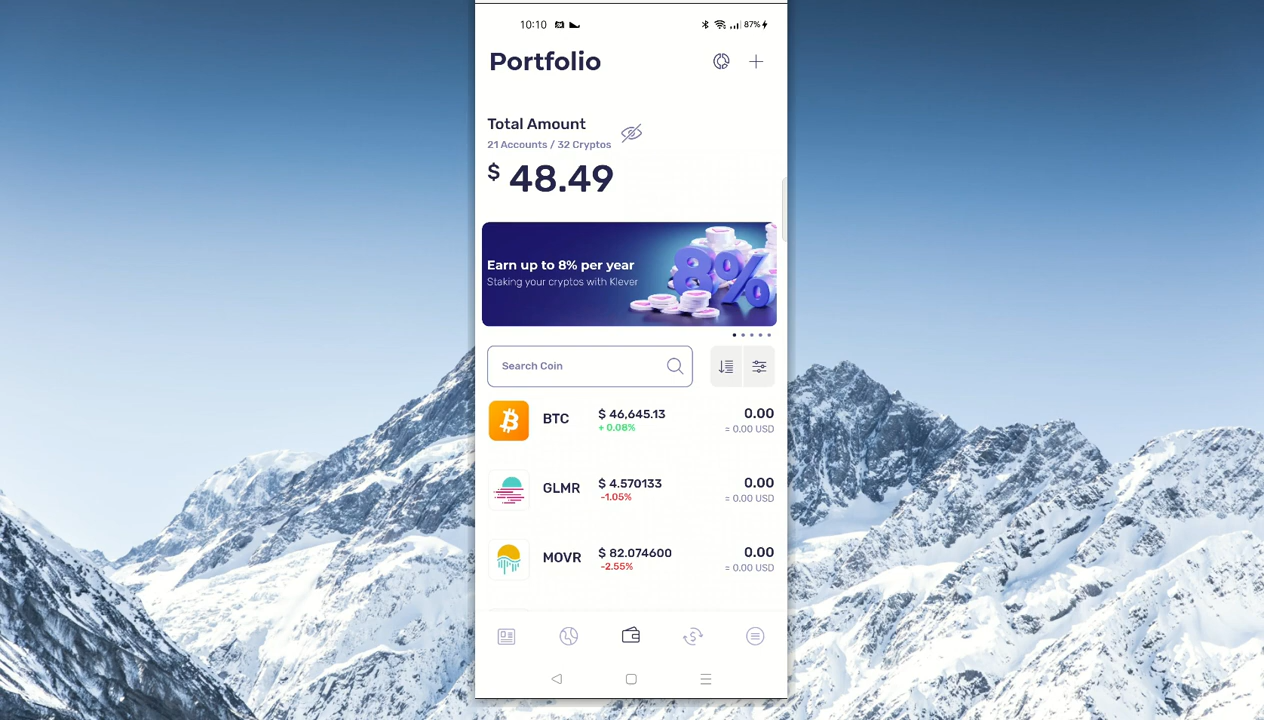 10:10
87%
Portfolio
Total Amount
21 Accounts / 32 Cryptos
$ 48.49
Earn up to 8% per year
Staking your cryptos with Klever
8%
Search Coin
BTC $ 46,645.13 0.00
+ 0.08% = 0.00 USD
GLMR $ 4.570133 0.00
-1.05% = 0.00 USD
MOVR $ 82.074600 0.00
-2.55% = 0.00 USD